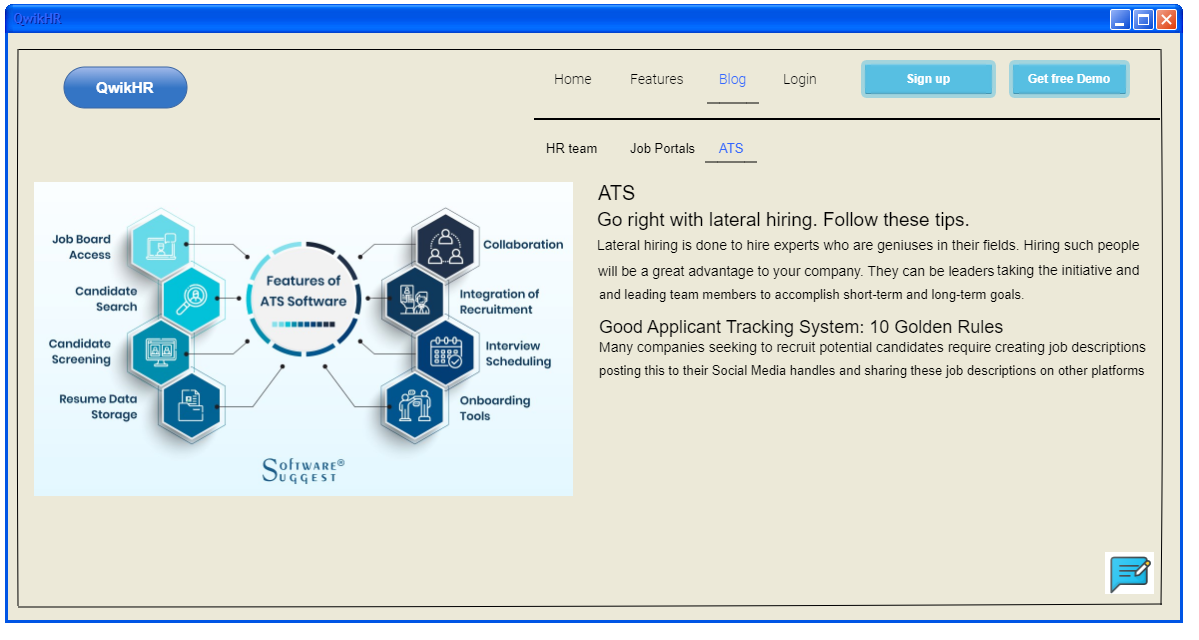 QwikHR
QwikHR
Home Features Blog Login Sign up Get free Demo
HR team Job Portals ATS
Job Board
Access
Candidate
Search
Candidate
Screening
Resume Data
Storage
Features of
ATS Software
Collaboration
Integration of
Recruitment
Interview
Scheduling
Onboarding
Tools
Software®
Suggest
ATS
Go right with lateral hiring. Follow these tips.
Lateral hiring is done to hire experts who are geniuses in their fields. Hiring such people
will be a great advantage to your company. They can be leaders taking the initiative and
and leading team members to accomplish short-term and long-term goals.
Good Applicant Tracking System: 10 Golden Rules
Many companies seeking to recruit potential candidates require creating job descriptions
posting this to their Social Media handles and sharing these job descriptions on other platforms